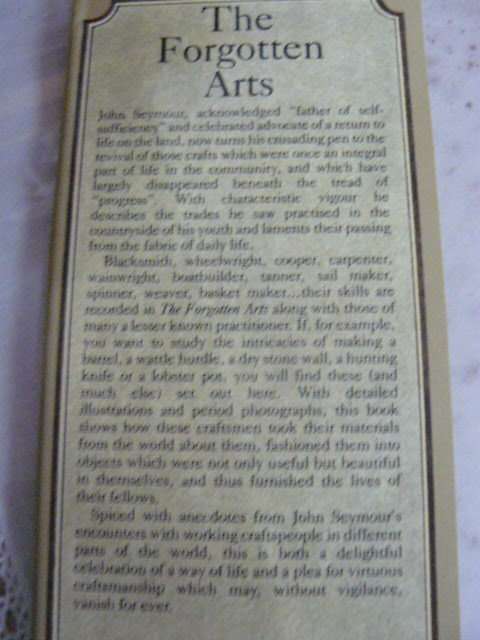 The
Forgotten
Arts
John Seymour, acknowledged "father of self-
sufficiency" and celebrated advocate of a return to
life on the land, now turns his crusading pen to the
revival of those crafts which were once an integral
part of life in the community, and which have
largely disappeared beneath the tread of
"progress". With characteristic vigour he
describes the trades he saw practised in the
countryside of his youth and laments their passing
from the fabric of daily life.
Blacksmith, wheelwright, cooper, carpenter,
wainwright, boatbuilder, tanner, sail maker,
spinner, weaver, basket maker...their skills are
recorded in The Forgotten Arts along with those of
many a lesser known practitioner. If, for example,
you want to study the intricacies of making a
barrel, a wattle hurdle, a dry stone wall, a hunting
knife or a lobster pot, you will find these (and
much else) set out here. With detailed
illustrations and period photographs, this book
shows how these craftsmen took their materials
from the world about them, fashioned them into
objects which were not only useful but beautiful
in themselves, and thus furnished the lives of
their fellows.
Spiced with anecdotes from John Seymour's
encounters with working craftspeople in different
parts of the world, this is both a delightful
celebration of a way of life and a plea for virtuous
craftsmanship which may, without vigilance,
vanish for ever.